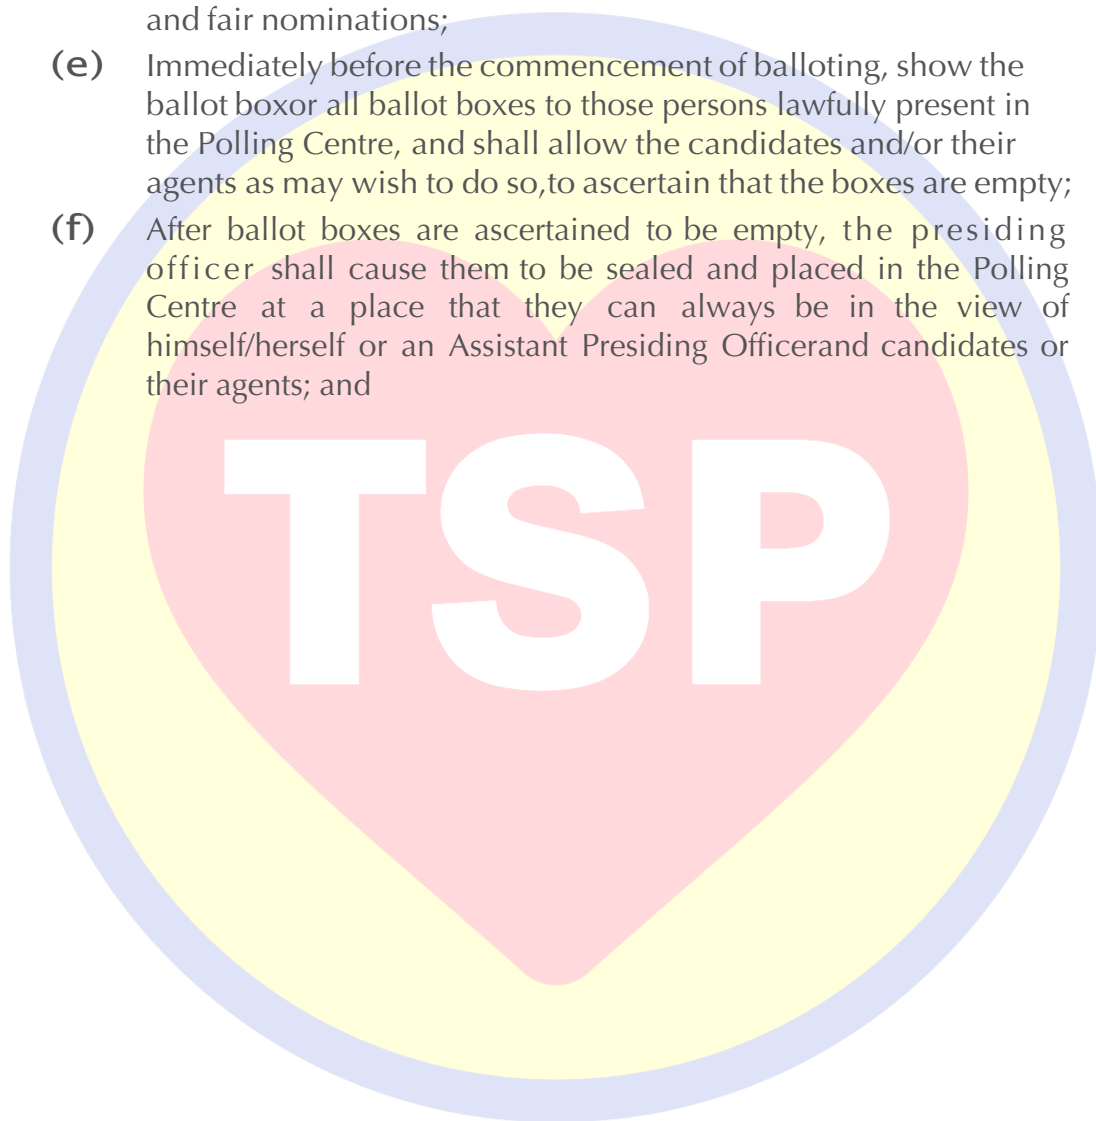 and fair nominations;
(e) Immediately before the commencement of balloting, show the
ballot boxor all ballot boxes to those persons lawfully present in
the Polling Centre, and shall allow the candidates and/or their
agents as may wish to do so,to ascertain that the boxes are empty;
(f) After ballot boxes are ascertained to be empty, the presiding
officer shall cause them to be sealed and placed in the Polling
Centre at a place that they can always be in the view of
himself/herself or an Assistant Presiding Officerand candidates or
their agents; and
TSP